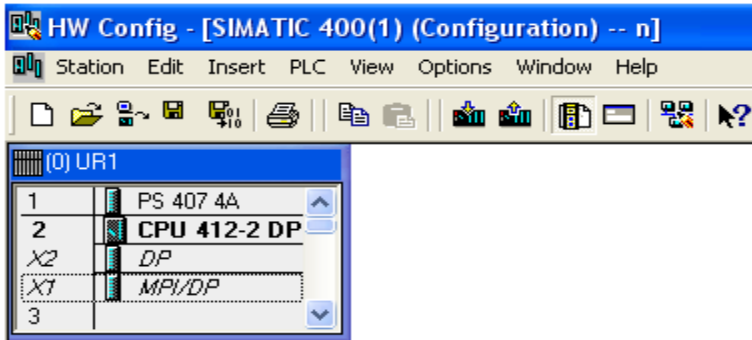 HW Config - [SIMATIC 400(1) (Configuration) -- n]
Station Edit Insert PLC View Options Window Help
(0) UR1
1 PS 407 4A
2 CPU 412-2 DP
X2 DP
X1 MPI/DP
3